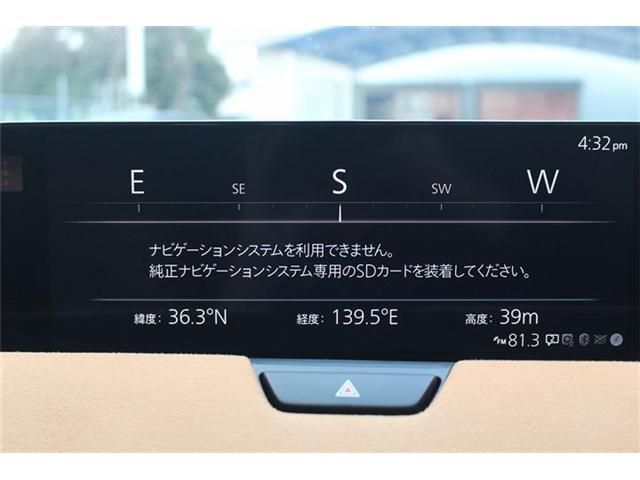 4:32 pm
E SE S SW W
ナビゲーションシステムを利用できません。
純正ナビゲーションシステム専用のSDカードを装着してください。
緯度: 36.3°N 経度: 139.5°E 高度: 39m
FM 81.3